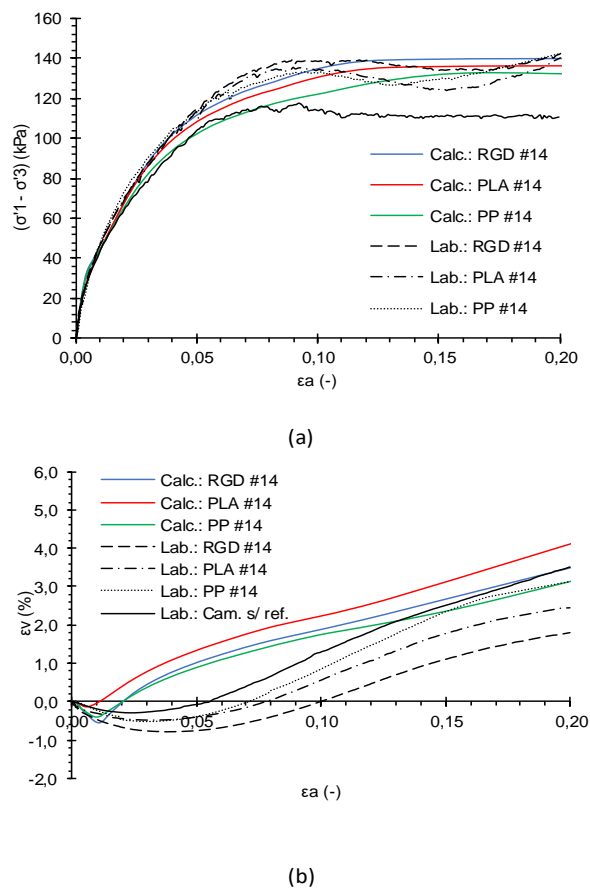 160
140
120
100
80
60
40
20
0
(σ'1 - σ'3) (kPa)
Calc.: RGD #14
Calc.: PLA #14
Calc.: PP #14
Lab.: RGD #14
Lab.: PLA #14
Lab.: PP #14
0,00 0,05 0,10 0,15 0,20
εa (-)
(a)
6,0
5,0
4,0
3,0
2,0
1,0
0,0
-1,0
-2,0
εv (%)
Calc.: RGD #14
Calc.: PLA #14
Calc.: PP #14
Lab.: RGD #14
Lab.: PLA #14
Lab.: PP #14
Lab.: Cam. s/ ref.
0,00 0,05 0,10 0,15 0,20
εa (-)
(b)